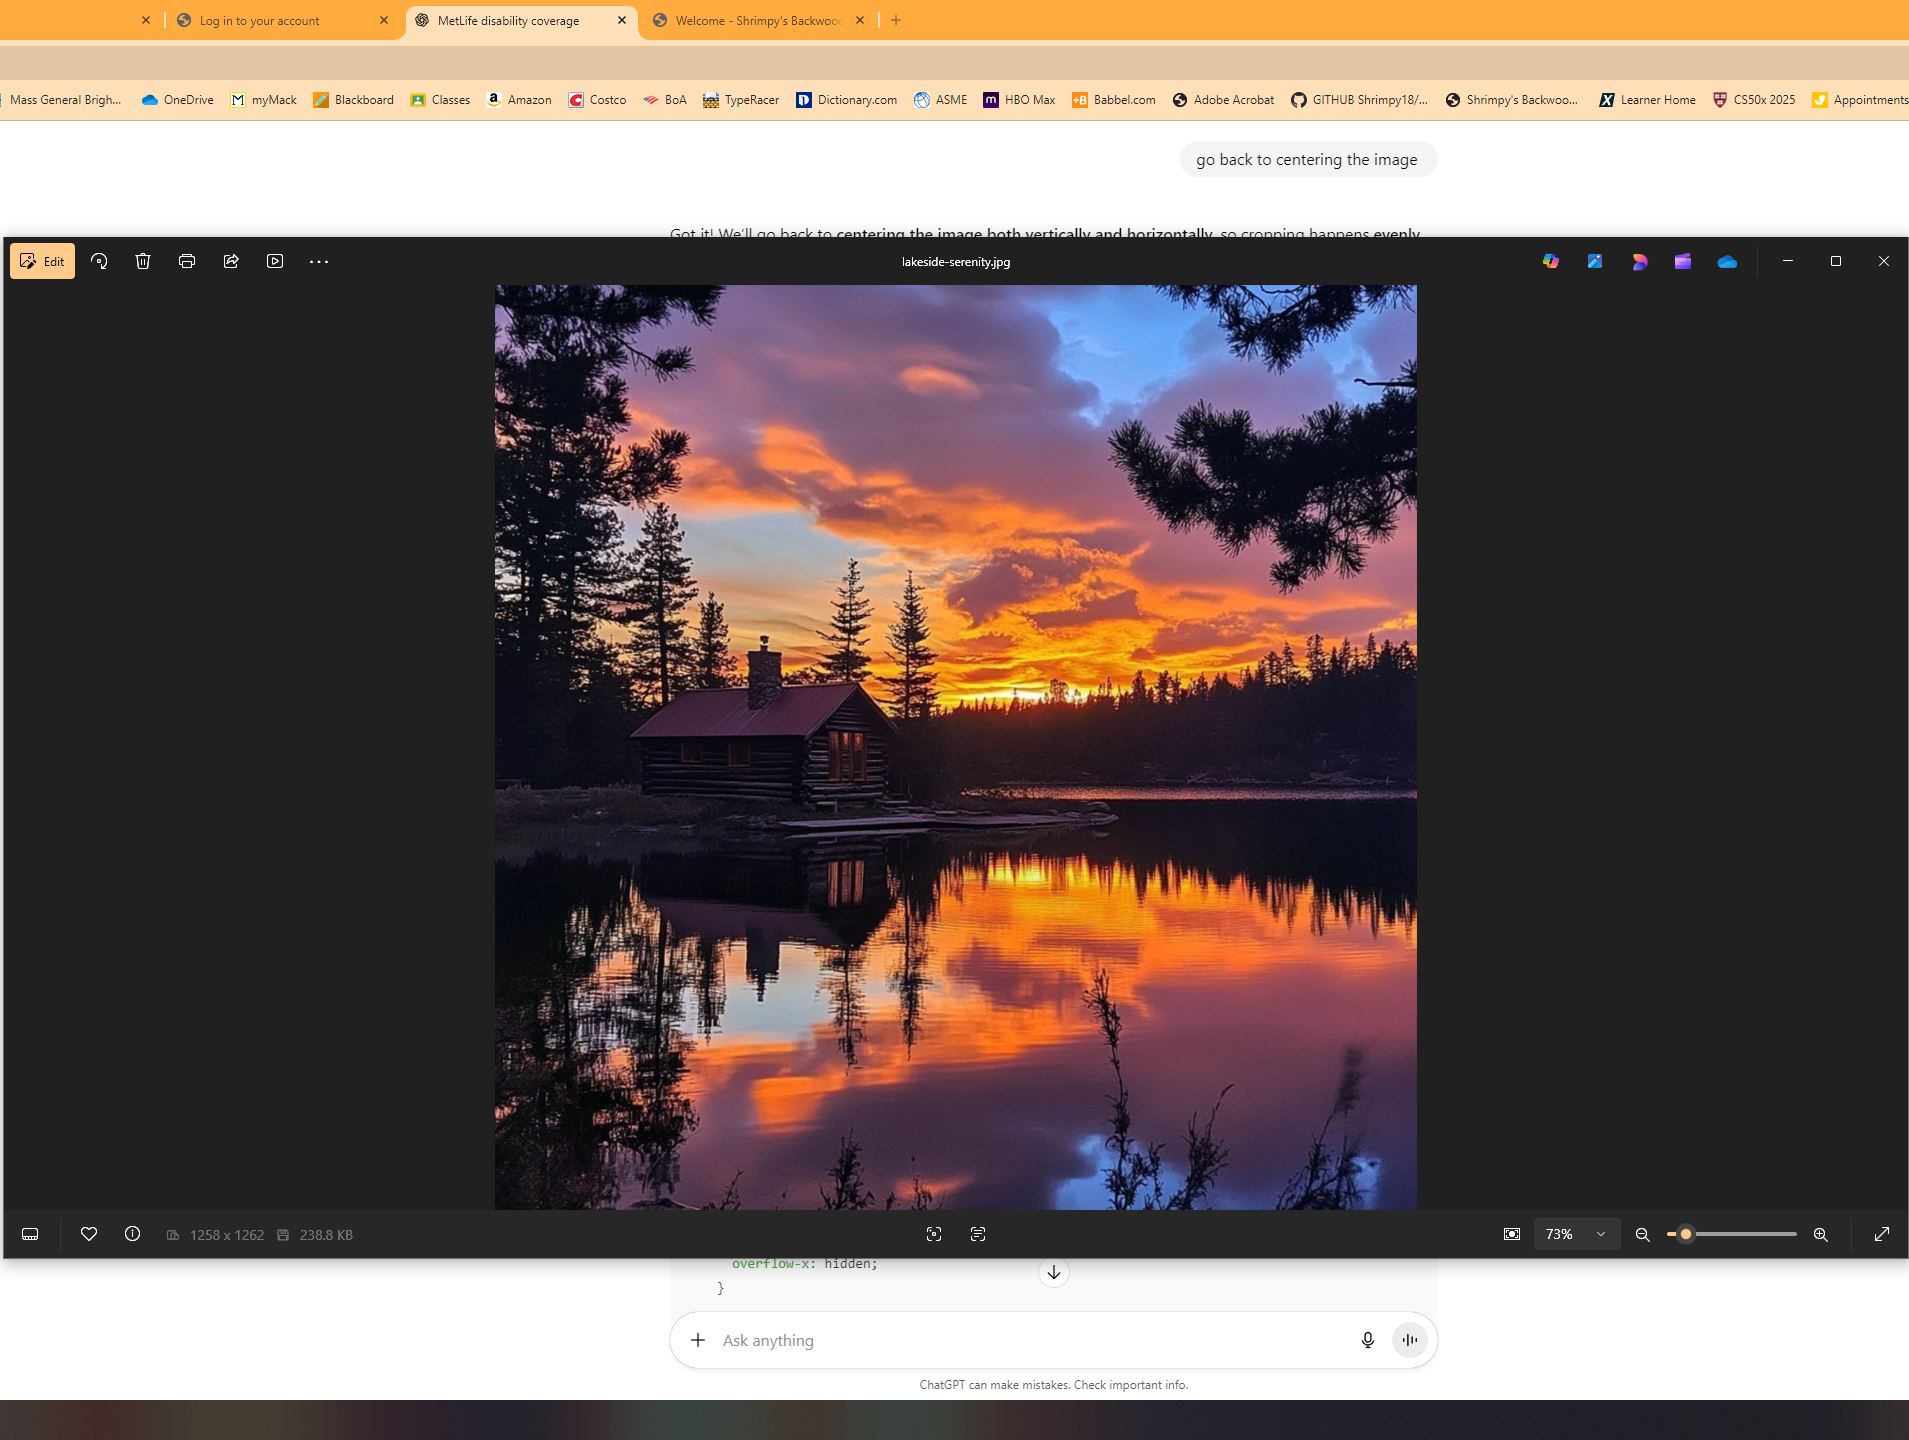 Log in to your account
MetLife disability coverage
Welcome - Shrimpy's Backwoo
Mass General Brigh...
OneDrive
myMack
Blackboard
Classes
Amazon
Costco
BoA
TypeRacer
Dictionary.com
ASME
HBO Max
Babbel.com
Adobe Acrobat
GITHUB Shrimpy18/...
Shrimpy's Backwoo...
Learner Home
CS50x 2025
Appointments
go back to centering the image
Got it! We'll go back to centering the image both vertically and horizontally, so cropping happens evenly
Edit
lakeside-serenity.jpg
1258 x 1262
238.8 KB
73%
overflow-x: hidden;
}
Ask anything
ChatGPT can make mistakes. Check important info.